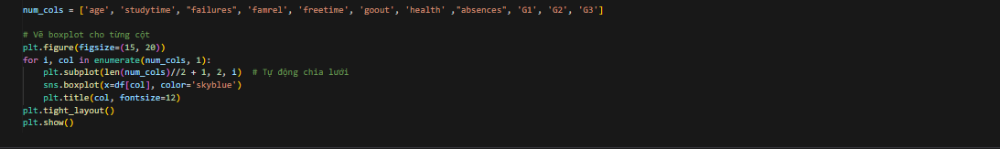 num_cols = ['age', 'studytime', "failures", 'famrel', 'freetime', 'goout', 'health' ,"absences", 'G1', 'G2', 'G3']
# Vẽ boxplot cho từng cột
plt.figure(figsize=(15, 20))
for i, col in enumerate(num_cols, 1):
    plt.subplot(len(num_cols)//2 + 1, 2, i)  # Tự động chia lưới
    sns.boxplot(x=df[col], color='skyblue')
    plt.title(col, fontsize=12)
plt.tight_layout()
plt.show()